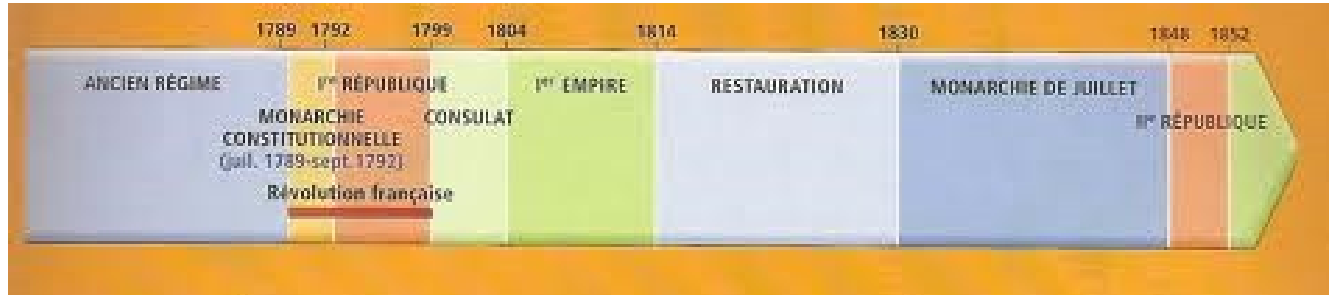 1789 1792 1799 1804 1814 1830 1848 1852
ANCIEN RÉGIME
Ire RÉPUBLIQUE
Ier EMPIRE
RESTAURATION
MONARCHIE DE JUILLET
MONARCHIE
CONSTITUTIONNELLE
(juil. 1789-sept. 1792)
CONSULAT
IIe RÉPUBLIQUE
Révolution française